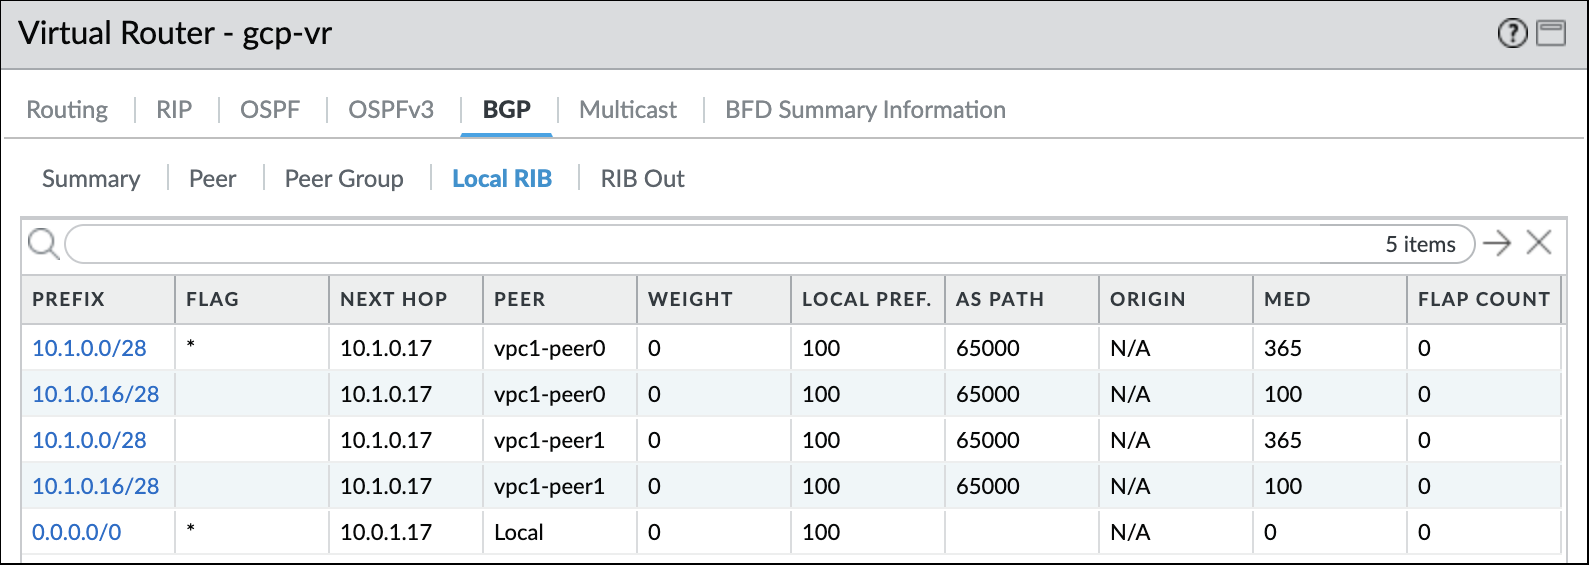 Virtual Router - gcp-vr
Routing RIP OSPF OSPFv3 BGP Multicast BFD Summary Information
Summary Peer Peer Group Local RIB RIB Out
5 items
PREFIX FLAG NEXT HOP PEER WEIGHT LOCAL PREF. AS PATH ORIGIN MED FLAP COUNT
10.1.0.0/28 * 10.1.0.17 vpc1-peer0 0 100 65000 N/A 365 0
10.1.0.16/28 10.1.0.17 vpc1-peer0 0 100 65000 N/A 100 0
10.1.0.0/28 10.1.0.17 vpc1-peer1 0 100 65000 N/A 365 0
10.1.0.16/28 10.1.0.17 vpc1-peer1 0 100 65000 N/A 100 0
0.0.0.0/0 * 10.0.1.17 Local 0 100 N/A 0 0